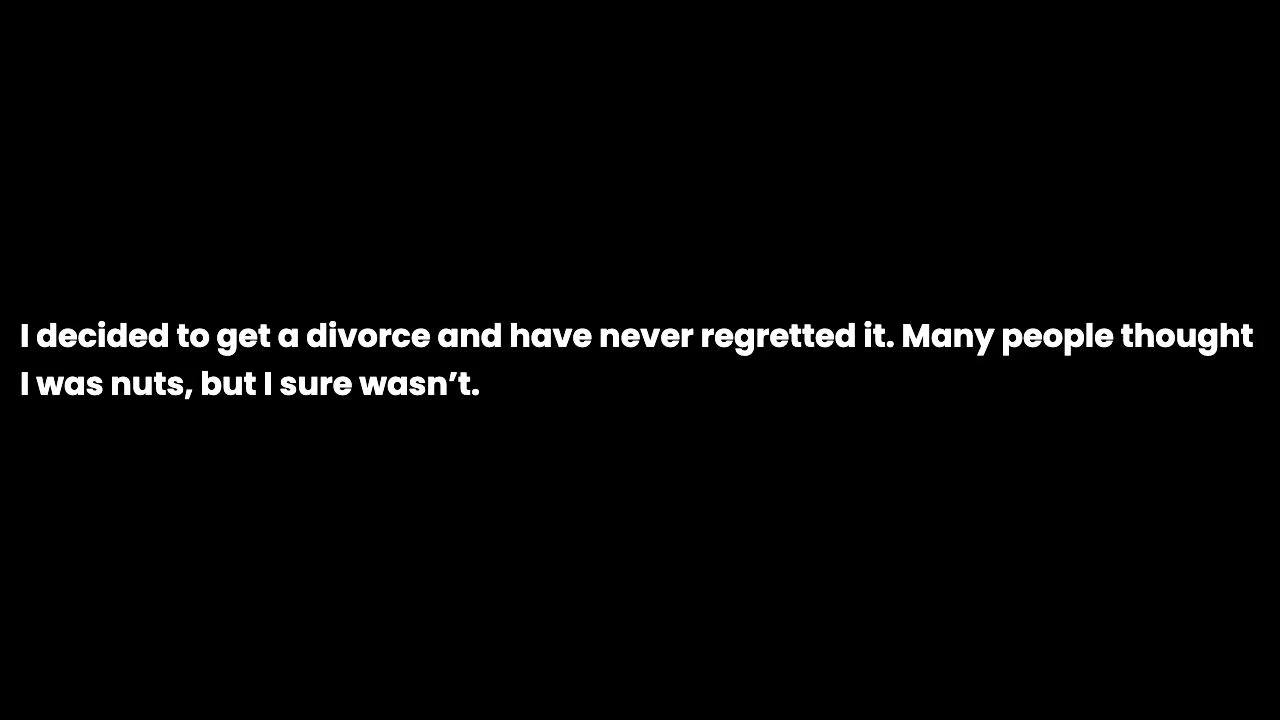 I decided to get a divorce and have never regretted it. Many people thought
I was nuts, but I sure wasn’t.